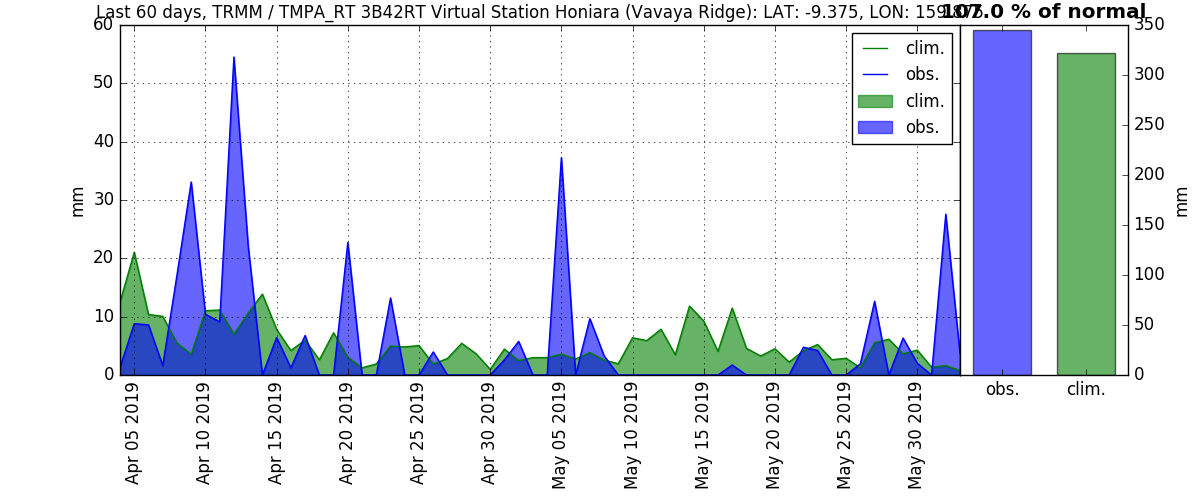 Last 60 days, TRMM / TMPA_RT 3B42RT Virtual Station Honiara (Vavaya Ridge): LAT: -9.375, LON: 159.875
107.0 % of normal
60
50
40
30
20
10
0
mm
clim.
obs.
clim.
obs.
350
300
250
200
150
100
50
0
mm
Apr 05 2019
Apr 10 2019
Apr 15 2019
Apr 20 2019
Apr 25 2019
Apr 30 2019
May 05 2019
May 10 2019
May 15 2019
May 20 2019
May 25 2019
May 30 2019
obs.
clim.